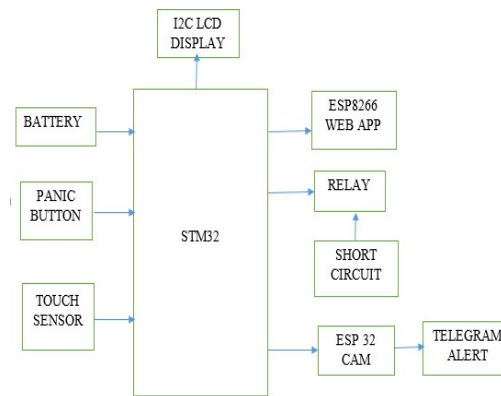 I2C LCD
DISPLAY
BATTERY
ESP8266
WEB APP
PANIC
BUTTON
RELAY
STM32
SHORT
CIRCUIT
TOUCH
SENSOR
ESP 32
CAM
TELEGRAM
ALERT